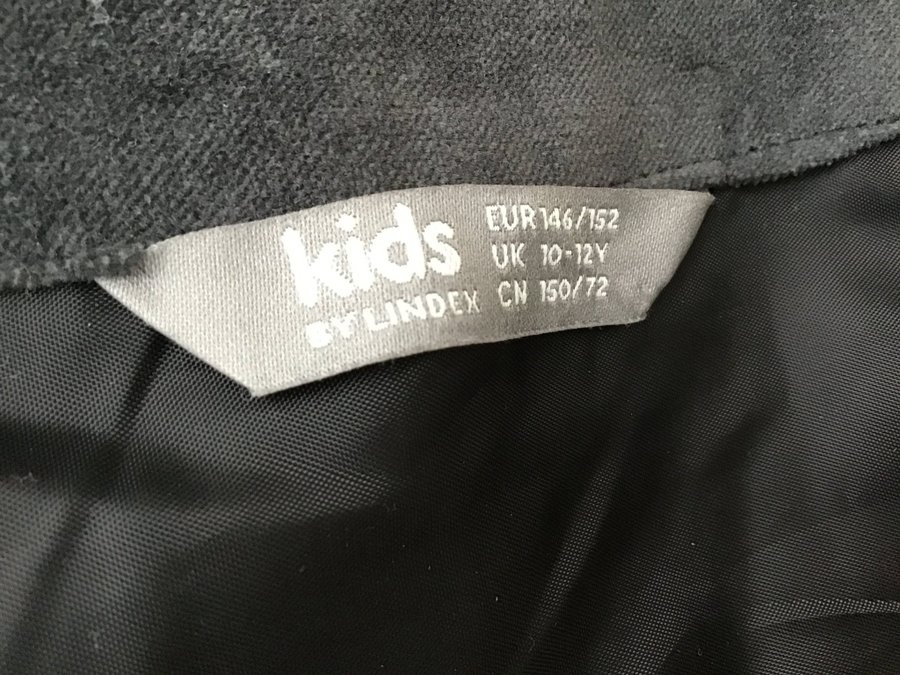 kids
BY LINDEX
EUR 146/152
UK 10-12Y
CN 150/72